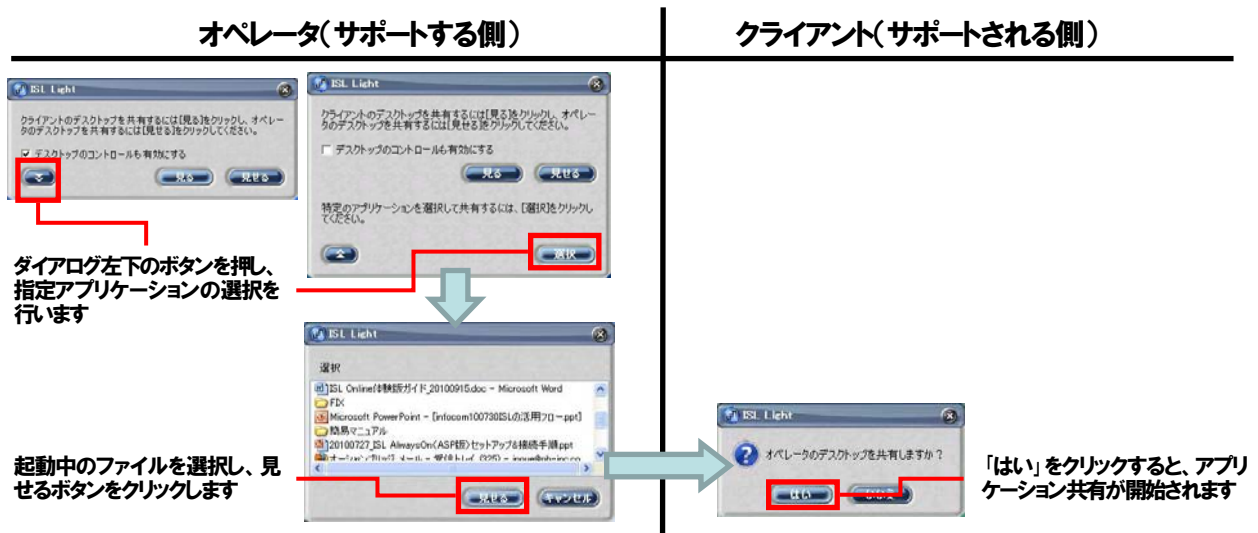 オペレータ(サポートする側)
クライアント(サポートされる側)
ISL Light
クライアントのデスクトップを共有するには[見る]をクリックし、オペレー
タのデスクトップを共有するには[見せる]をクリックしてください。
デスクトップのコントロールも有効にする
見る
見せる
ダイアログ左下のボタンを押し、
指定アプリケーションの選択を
行います
ISL Light
クライアントのデスクトップを共有するには[見る]をクリックし、オペレー
タのデスクトップを共有するには[見せる]をクリックしてください。
デスクトップのコントロールも有効にする
見る
見せる
特定のアプリケーションを選択して共有するには、[選択]をクリックし
てください。
選択
ISL Light
選択
ISL Online体験版ガイド_20100915.doc - Microsoft Word
FIX
Microsoft PowerPoint - [infocom100730ISLの活用フロー.ppt]
簡易マニュアル
20100727_ISL AlwaysOn(ASP版)セットアップ&接続手順.ppt
見せる
キャンセル
起動中のファイルを選択し、見
せるボタンをクリックします
ISL Light
オペレータのデスクトップを共有しますか?
はい
いいえ
「はい」をクリックすると、アプリ
ケーション共有が開始されます